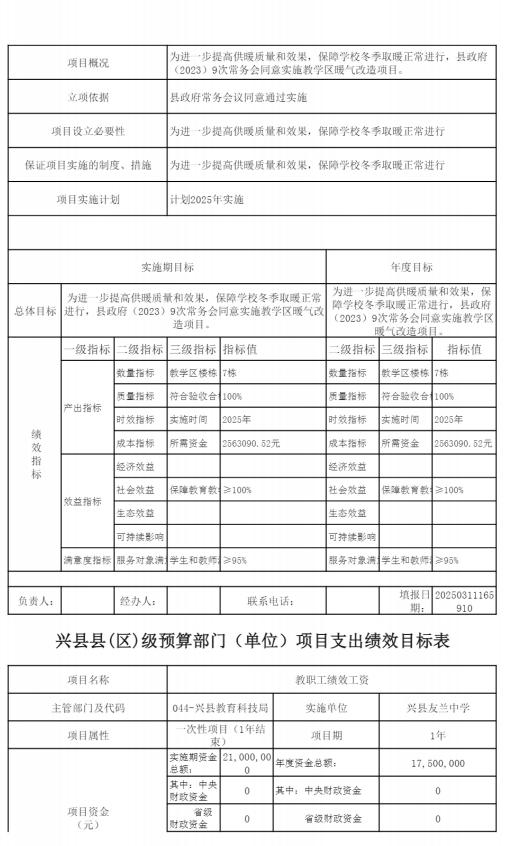 项目概况 为进一步提高供暖质量和效果，保障学校冬季取暖正常进行，县政府
（2023）9次常务会同意实施教学区暖气改造项目。
立项依据 县政府常务会议同意通过实施
项目设立必要性 为进一步提高供暖质量和效果，保障学校冬季取暖正常进行
保证项目实施的制度、措施 为进一步提高供暖质量和效果，保障学校冬季取暖正常进行
项目实施计划 计划2025年实施
实施期目标 年度目标
总体目标 为进一步提高供暖质量和效果，保障学校冬季取暖正常
进行，县政府（2023）9次常务会同意实施教学区暖气改
造项目。
为进一步提高供暖质量和效果，保
障学校冬季取暖正常进行，县政府
（2023）9次常务会同意实施教学区
暖气改造项目。
绩效指标
一级指标 二级指标 三级指标 指标值 二级指标 三级指标 指标值
产出指标
数量指标 教学区楼栋 7栋 数量指标 教学区楼栋 7栋
质量指标 符合验收合 100% 质量指标 符合验收合 100%
时效指标 实施时间 2025年 时效指标 实施时间 2025年
成本指标 所需资金 2563090.52元 成本指标 所需资金 2563090.52元
效益指标
经济效益 经济效益
社会效益 保障教育教 ≥100% 社会效益 保障教育教 ≥100%
生态效益 生态效益
可持续影响 可持续影响
满意度指标 服务对象满 学生和教师 ≥95% 服务对象满 学生和教师 ≥95%
负责人： 经办人： 联系电话： 填报日
期：
20250311165
910
兴县县(区)级预算部门（单位）项目支出绩效目标表
项目名称 教职工绩效工资
主管部门及代码 044-兴县教育科技局 实施单位 兴县友兰中学
项目属性 一次性项目（1年结
束） 项目期 1年
项目资金
（元）
实施期资金
总额： 21,000,00
0 年度资金总额： 17,500,000
其中：中央
财政资金 0 其中：中央财政资金 0
省级
财政资金 0 省级财政资金 0